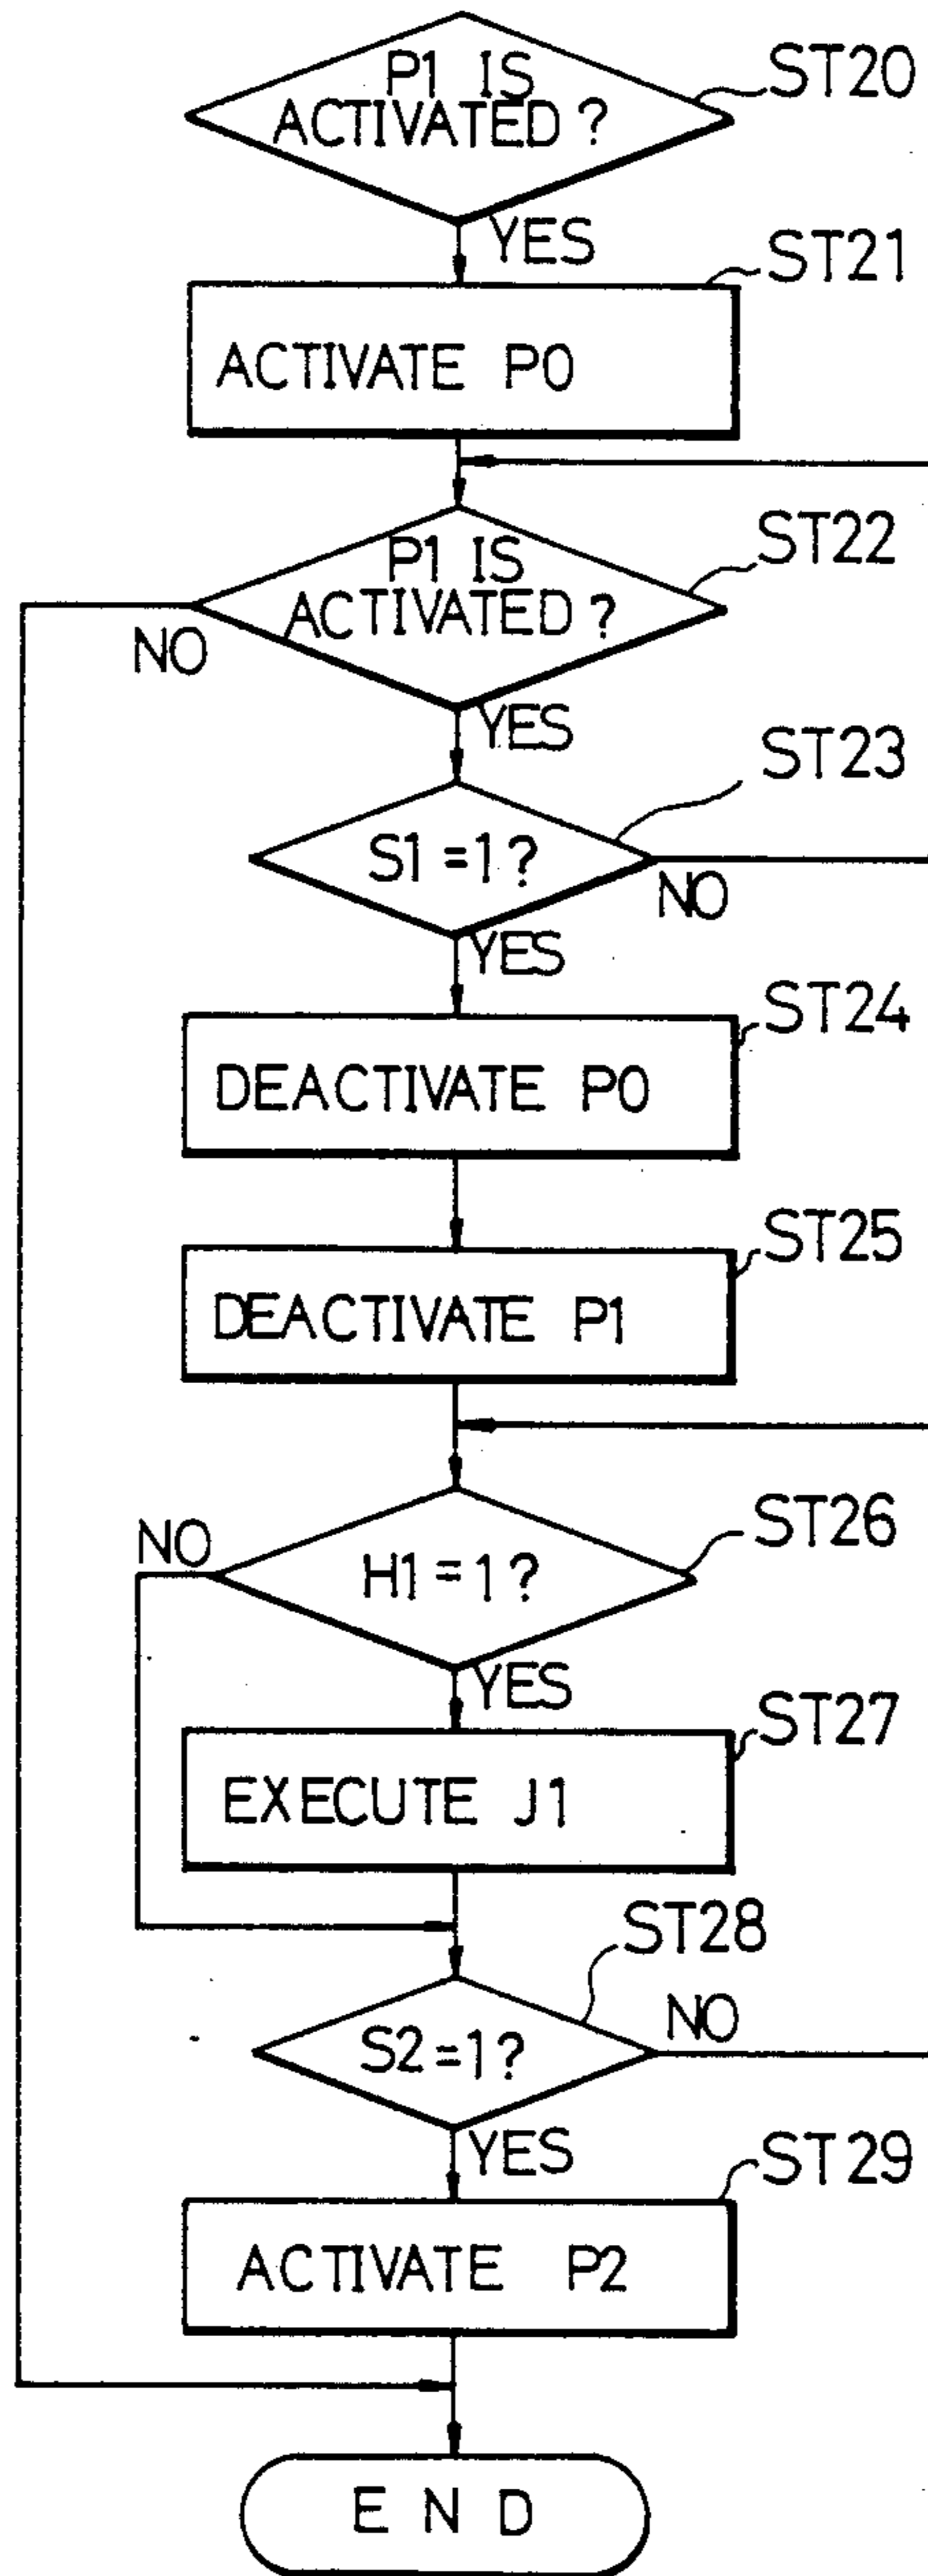 P1 IS
ACTIVATED ?
ST20
YES
ST21
ACTIVATE P0
ST22
P1 IS
ACTIVATED ?
NO
YES
ST23
S1 = 1 ?
NO
YES
ST24
DEACTIVATE P0
ST25
DEACTIVATE P1
ST26
NO
H1 = 1 ?
YES
ST27
EXECUTE J1
ST28
NO
S2 = 1 ?
YES
ST29
ACTIVATE P2
END